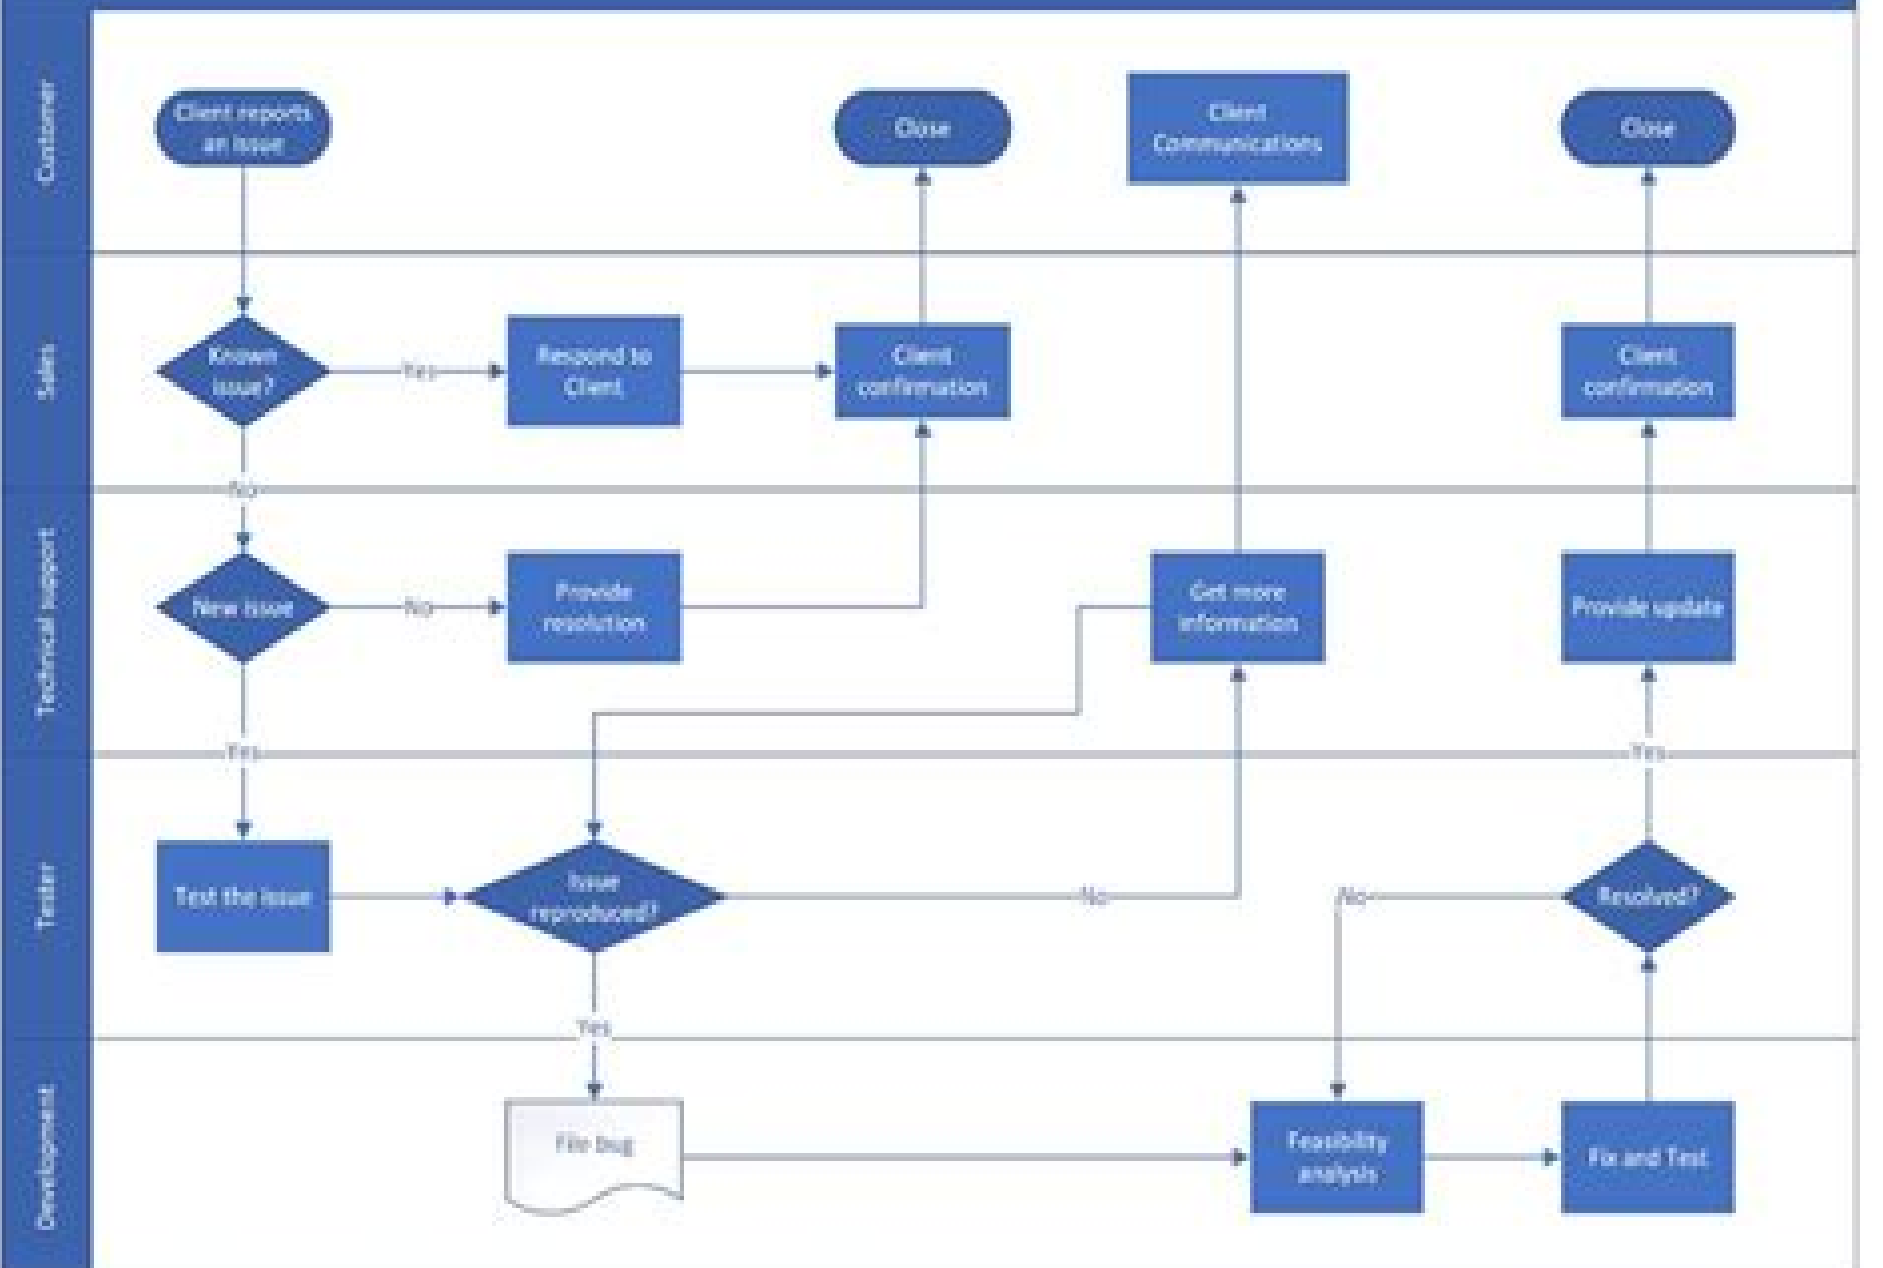 Customer
Client reports
an issue
Close
Client
Communications
Close
Sales
Known
issue?
Yes
Respond to
Client
Client
confirmation
Client
confirmation
No
Technical support
New issue
No
Provide
resolution
Get more
information
Provide update
Yes
Yes
Tester
Test the issue
Issue
reproduced?
No
No
Resolved?
Yes
Development
File bug
Feasibility
analysis
Fix and Test